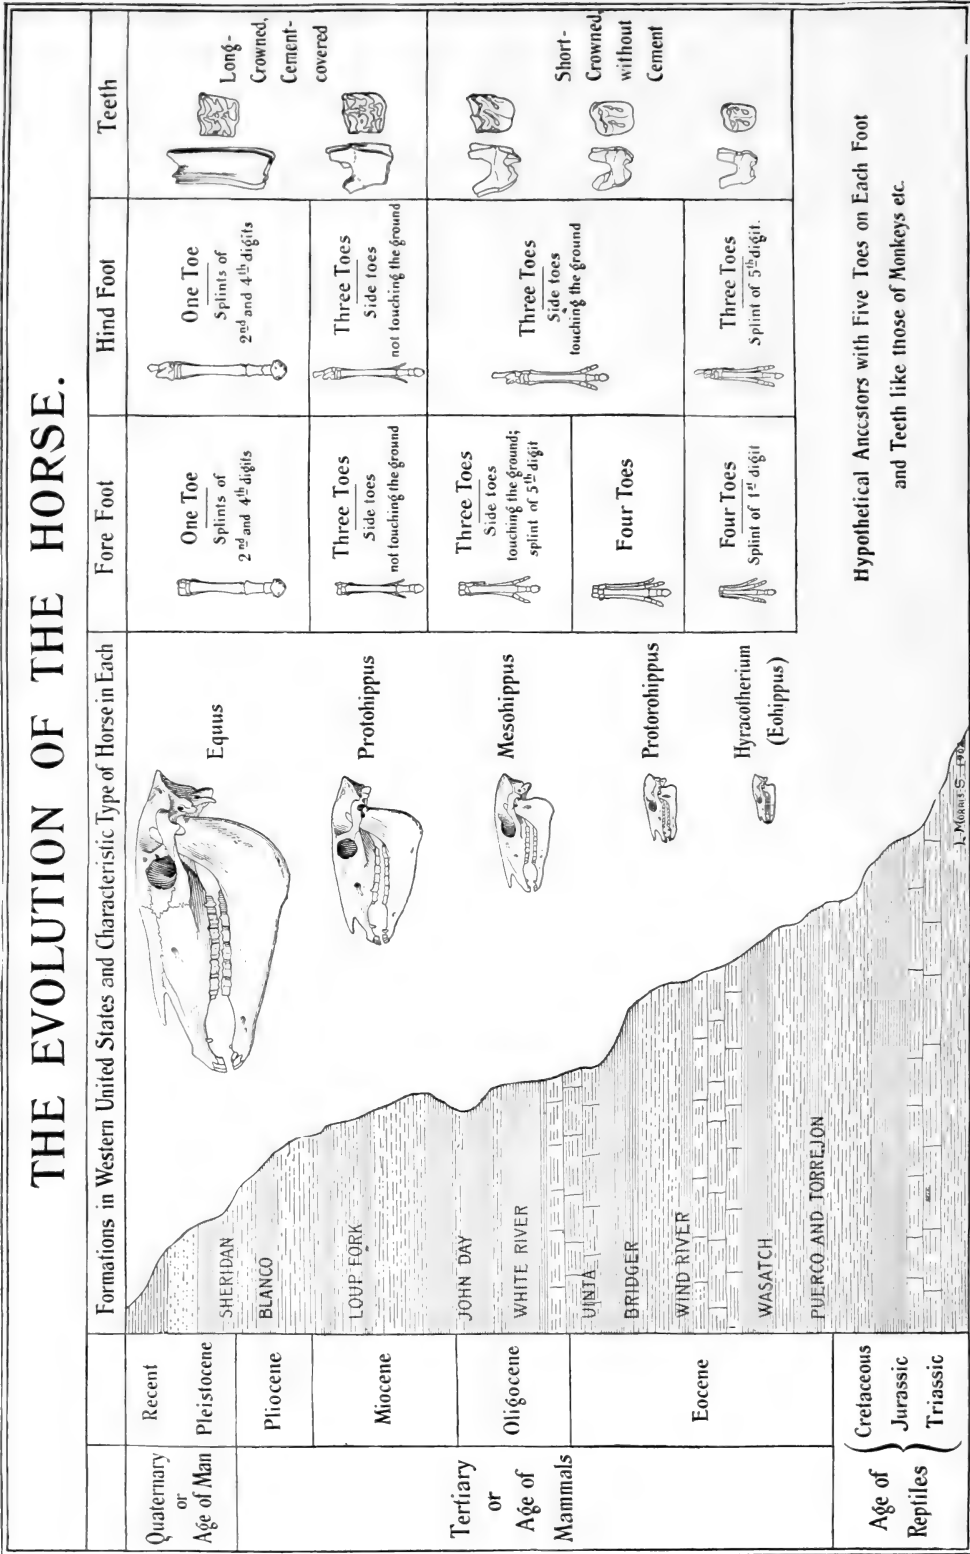 THE EVOLUTION OF THE HORSE.
Formations in Western United States and Characteristic Type of Horse in Each
Fore Foot
Hind Foot
Teeth
Quaternary
or
Age of Man
Recent
Pleistocene
SHERIDAN
Equus
One Toe
Splints of
2nd and 4th digits
One Toe
Splints of
2nd and 4th digits
Long-
Crowned,
Cement-
covered
Tertiary
or
Age of
Mammals
Pliocene
BLANCO
Miocene
LOUP FORK
Protohippus
Three Toes
Side toes
not touching the ground
Three Toes
Side toes
not touching the ground
JOHN DAY
Oligocene
WHITE RIVER
Mesohippus
Three Toes
Side toes
touching the ground;
splint of 5th digit
Three Toes
Side toes
touching the ground
Short-
Crowned,
without
Cement
Eocene
UINTA
BRIDGER
WIND RIVER
Protorohippus
Four Toes
WASATCH
Hyracotherium
(Eohippus)
Four Toes
Splint of 1st digit
Three Toes
Splint of 5th digit.
PUERCO AND TORREJON
Age of
Reptiles
Cretaceous
Jurassic
Triassic
Hypothetical Ancestors with Five Toes on Each Foot
and Teeth like those of Monkeys etc.